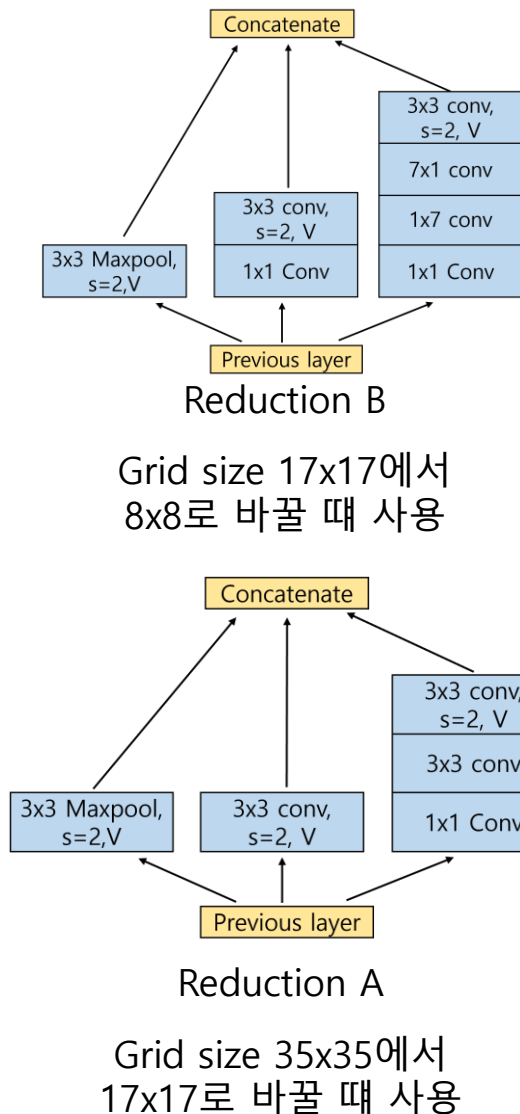 Concatenate
3x3 conv,
s=2, V
7x1 conv
1x7 conv
1x1 Conv
3x3 conv,
s=2, V
1x1 Conv
3x3 Maxpool,
s=2,V
Previous layer
Reduction B
Grid size 17x17에서
8x8로 바꿀 떄 사용
Concatenate
3x3 conv,
s=2, V
3x3 conv
1x1 Conv
3x3 Maxpool,
s=2,V
3x3 conv,
s=2, V
Previous layer
Reduction A
Grid size 35x35에서
17x17로 바꿀 떄 사용